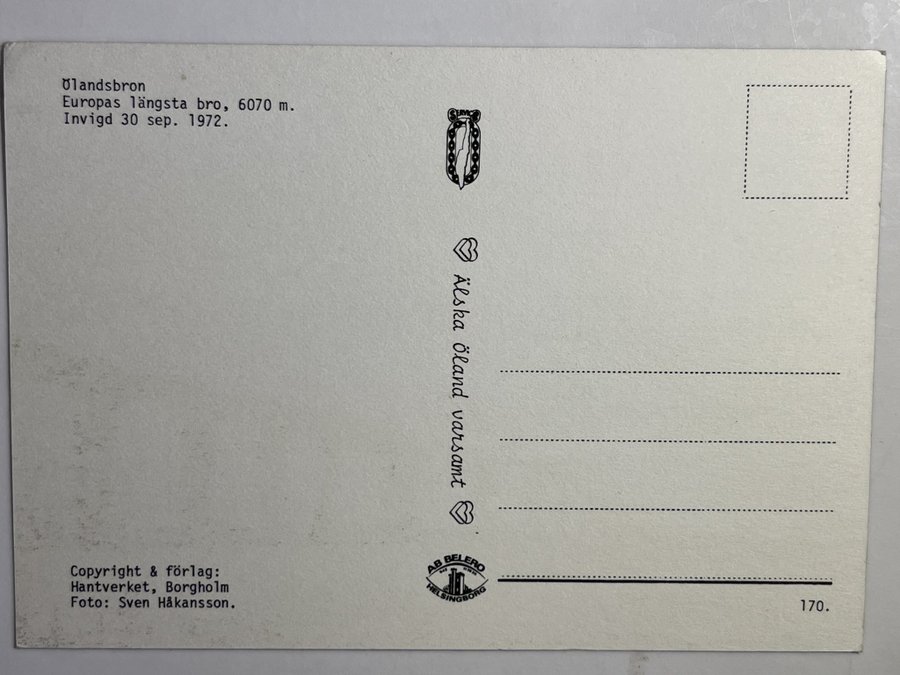 Ölandsbron
Europas längsta bro, 6070 m.
Invigd 30 sep. 1972.
Älska Öland varsamt
Copyright & förlag:
Hantverket, Borgholm
Foto: Sven Håkansson.
AB BELERO
HELSINGBORG
170.